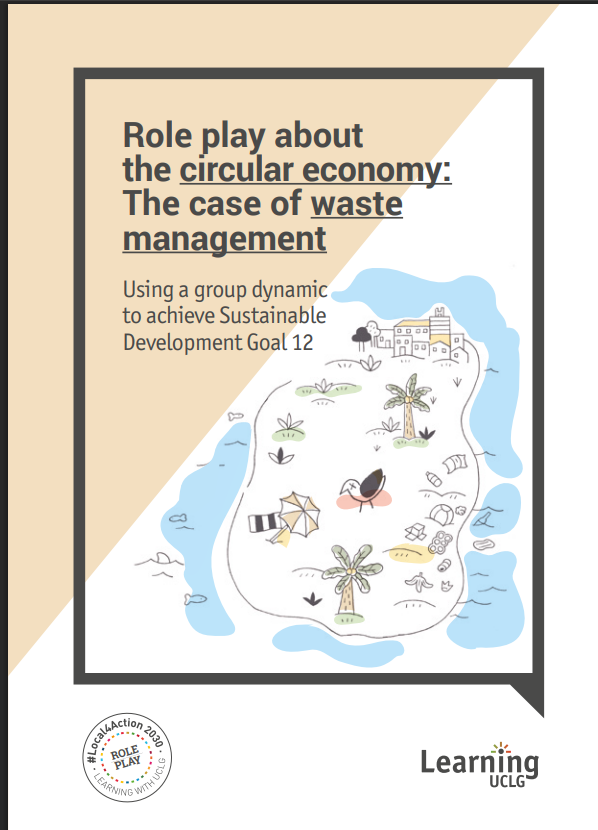 Role play about
the circular economy:
The case of waste
management
Using a group dynamic
to achieve Sustainable
Development Goal 12
#Local4Action 2030
ROLE
PLAY
· LEARNING WITH UCLG ·
Learning
UCLG